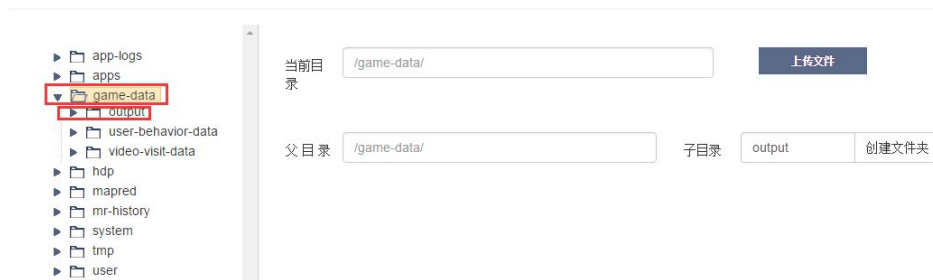 app-logs
apps
game-data
output
user-behavior-data
video-visit-data
hdp
mapred
mr-history
system
tmp
user
当前目录
/game-data/
上传文件
父目录
/game-data/
子目录
output
创建文件夹